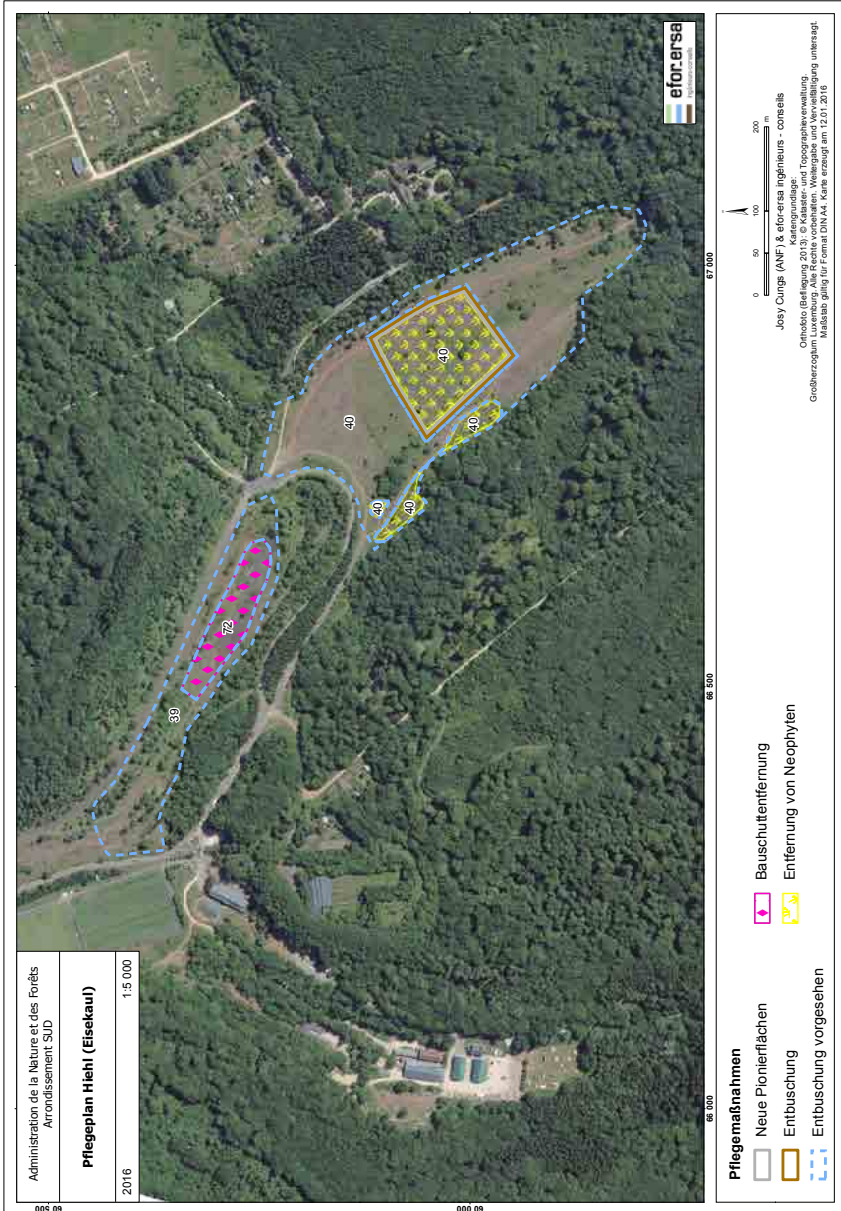 Administration de la Nature et des Forêts
Arrondissement SUD
Pflegeplan Hiehl (Eisekaul)
2016
1:5 000
60 500
60 000
66 000
66 500
67 000
39
72
40
40
40
40
40
efor.ersa
ingénieurs-conseils
Pflegemaßnahmen
Neue Pionierflächen
Entbuschung
Entbuschung vorgesehen
Bauschuttentfernung
Entfernung von Neophyten
0 50 100 200
m
Josy Cungs (ANF) & efor-ersa ingénieurs - conseils
Kartengrundlage:
Orthofoto (Befliegung 2013): © Kataster- und Topographieverwaltung.
Großherzogtum Luxemburg. Alle Rechte vorbehalten. Weitergabe und Vervielfältigung untersagt.
Maßstab gültig für Format DIN A4. Karte erzeugt am 12.01.2016